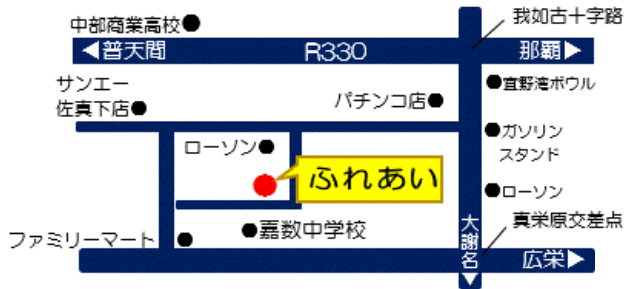 我如古十字路
中部商業高校●
◀普天間
R330
那覇▶
サンエー
佐真下店●
パチンコ店●
●宜野湾ボウル
●ガソリン
スタンド
ローソン●
ふれあい
●ローソン
真栄原交差点
●嘉数中学校
ファミリーマート
大謝名▼
広栄▶